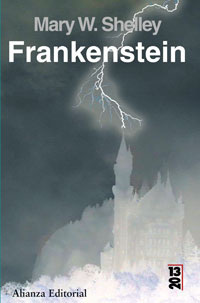 Mary W. Shelley
Frankenstein
13
20
Alianza Editorial